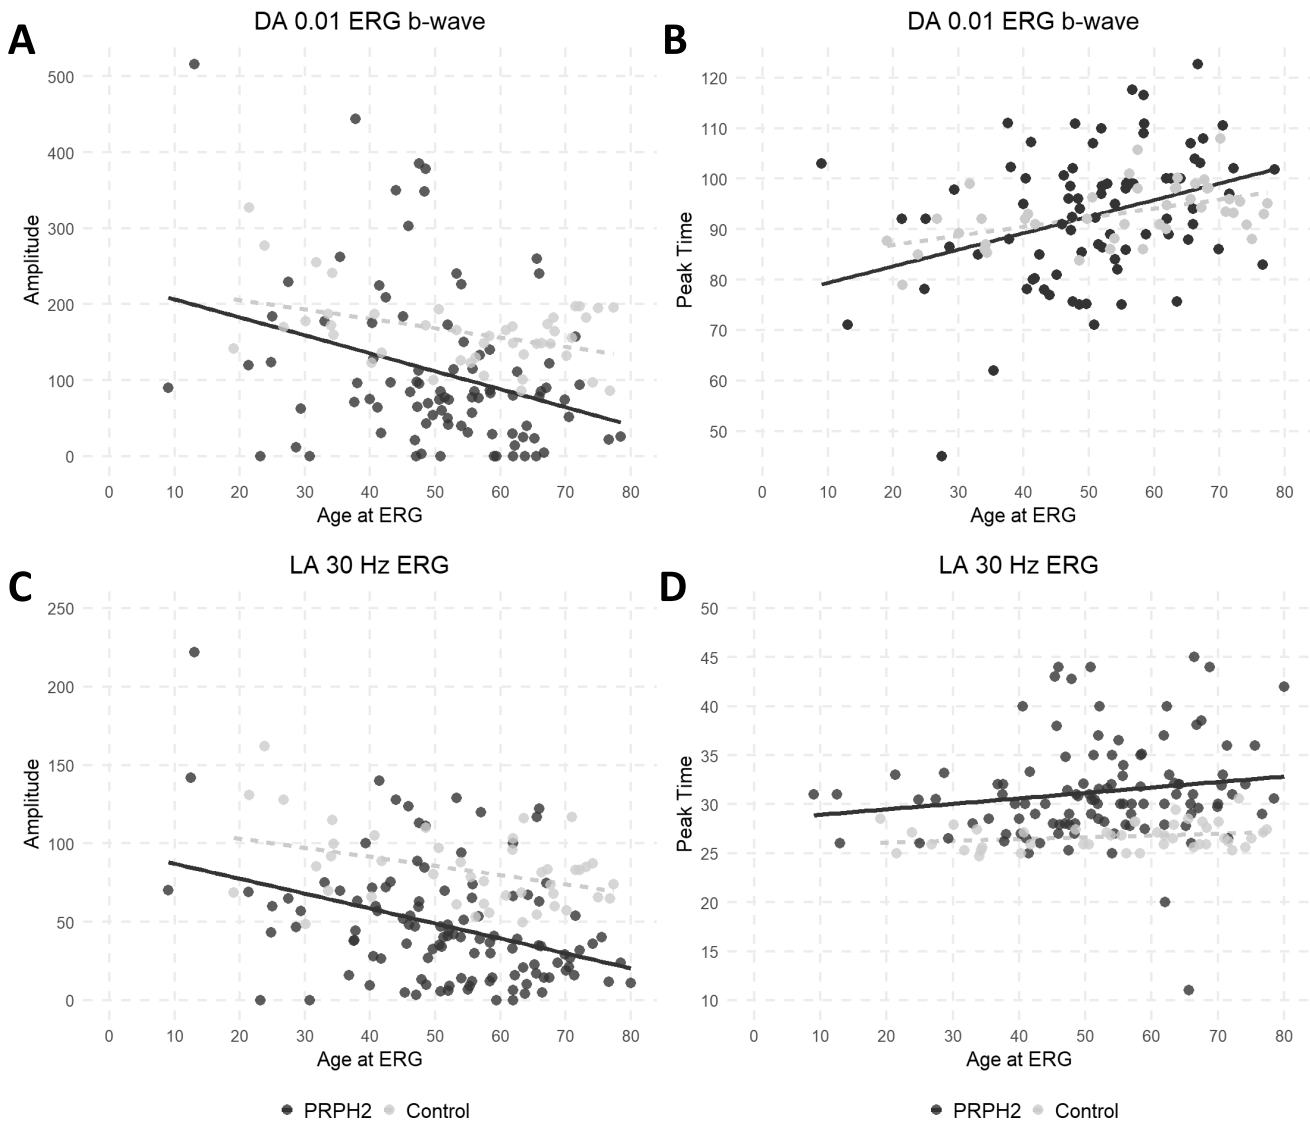 A
DA 0.01 ERG b-wave
500
400
300
200
100
0
Amplitude
0 10 20 30 40 50 60 70 80
Age at ERG
B
DA 0.01 ERG b-wave
120
110
100
90
80
70
60
50
Peak Time
0 10 20 30 40 50 60 70 80
Age at ERG
C
LA 30 Hz ERG
250
200
150
100
50
0
Amplitude
0 10 20 30 40 50 60 70 80
Age at ERG
PRPH2 Control
D
LA 30 Hz ERG
50
45
40
35
30
25
20
15
10
Peak Time
0 10 20 30 40 50 60 70 80
Age at ERG
PRPH2 Control